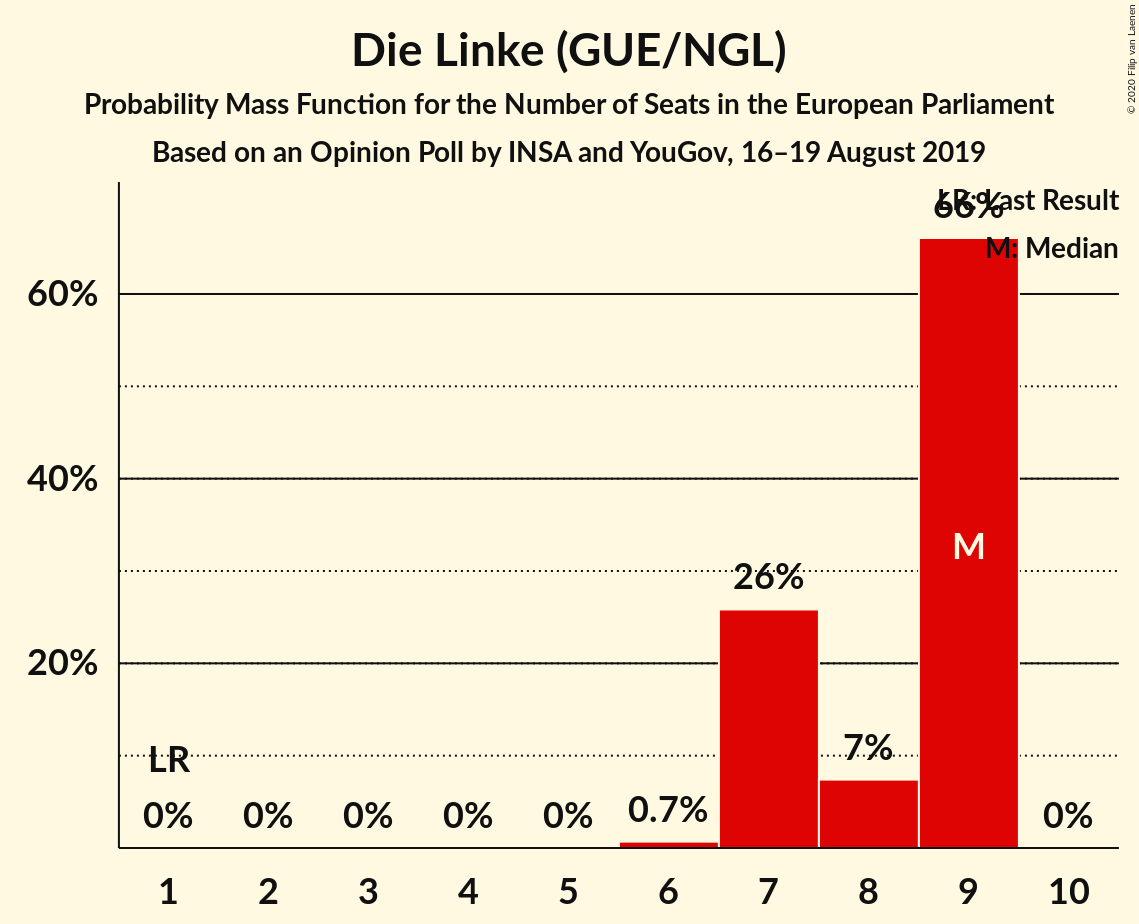 Die Linke (GUE/NGL)
Probability Mass Function for the Number of Seats in the European Parliament
Based on an Opinion Poll by INSA and YouGov, 16–19 August 2019
© 2020 Filip van Laenen
LR: Last Result
M: Median
66%
60%
40%
20%
M
26%
7%
LR
0%
0%
0%
0%
0%
0.7%
0%
1
2
3
4
5
6
7
8
9
10